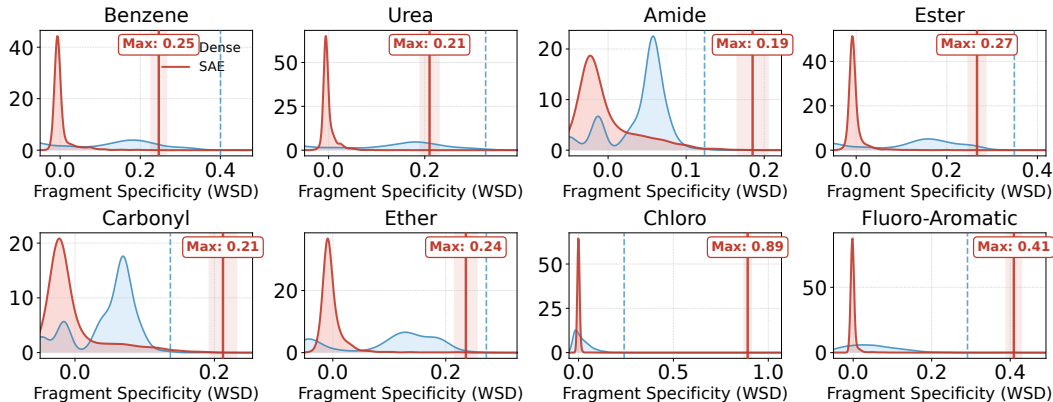 Benzene
Max: 0.25
Dense
SAE
40
20
0
0.0
0.2
0.4
Fragment Specificity (WSD)
Urea
Max: 0.21
50
25
0
0.0
0.2
Fragment Specificity (WSD)
Amide
Max: 0.19
20
10
0
0.0
0.1
0.2
Fragment Specificity (WSD)
Ester
Max: 0.27
40
20
0
0.0
0.2
0.4
Fragment Specificity (WSD)
Carbonyl
Max: 0.21
20
10
0
0.0
0.2
Fragment Specificity (WSD)
Ether
Max: 0.24
20
0
0.0
0.2
Fragment Specificity (WSD)
Chloro
Max: 0.89
50
25
0
0.0
0.5
1.0
Fragment Specificity (WSD)
Fluoro-Aromatic
Max: 0.41
50
0
0.0
0.2
0.4
Fragment Specificity (WSD)